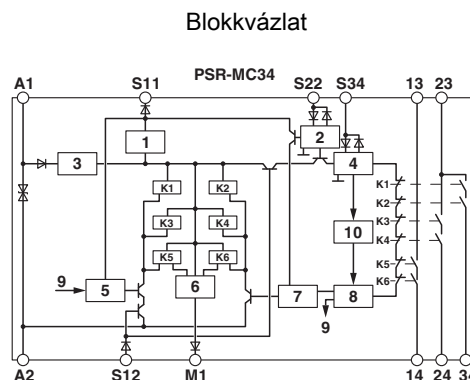 Blokkvázlat
PSR-MC34
A1 S11 S22 S34 13 23
1 2
3 4
K1 K2 K1
K2
K3 K4 K3
10 K4
K5 K6 K5
9 5 6 7 8 K6
9
A2 S12 M1 14 24 34